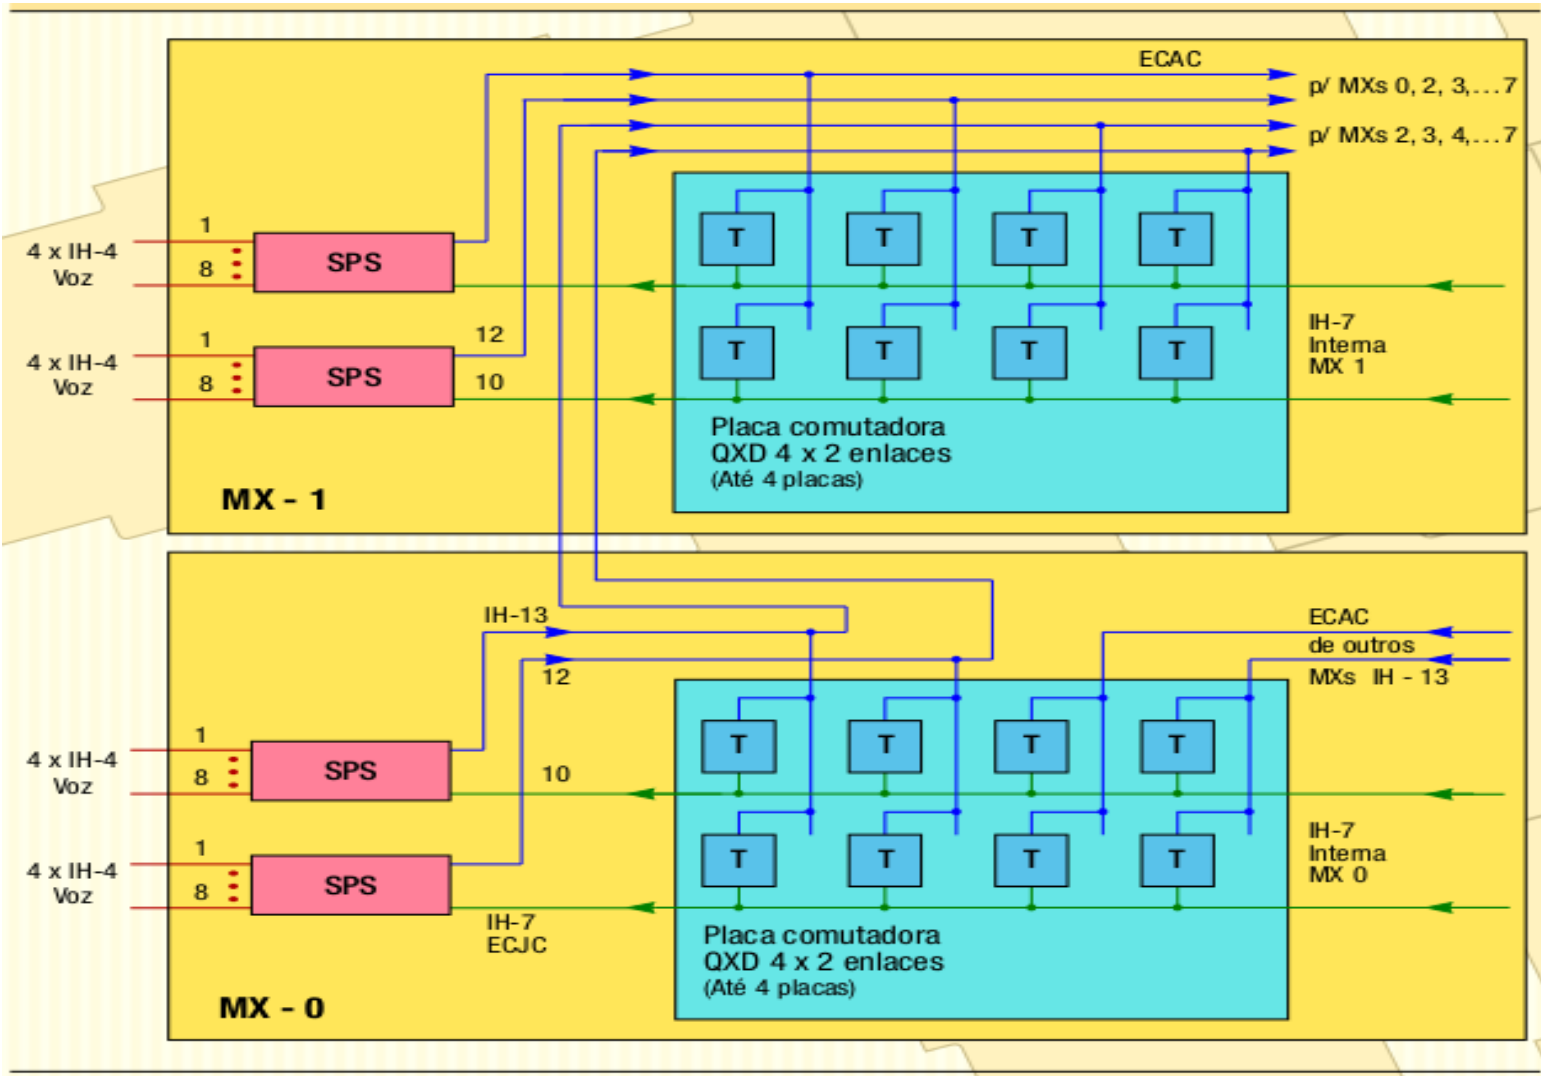 ECAC
p/ MXs 0, 2, 3,...7
p/ MXs 2, 3, 4,...7
1
4 x IH-4
Voz
8
SPS
T T T T
12
1
4 x IH-4
Voz
8
SPS
10
T T T T
IH-7
Interna
MX 1
Placa comutadora
QXD 4 x 2 enlaces
(Até 4 placas)
MX - 1
IH-13
12
ECAC
de outros
MXs IH - 13
1
4 x IH-4
Voz
8
SPS
10
T T T T
1
4 x IH-4
Voz
8
SPS
T T T T
IH-7
Interna
MX 0
IH-7
ECJC
Placa comutadora
QXD 4 x 2 enlaces
(Até 4 placas)
MX - 0